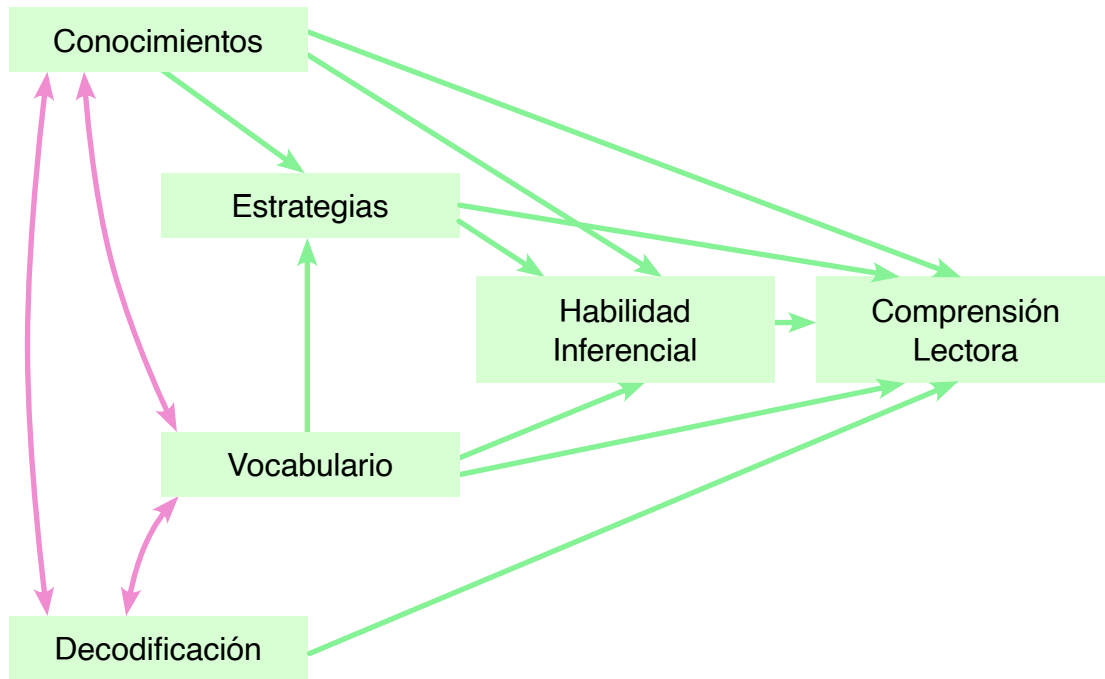 Conocimientos
Estrategias
Habilidad
Inferencial
Comprensión
Lectora
Vocabulario
Decodificación